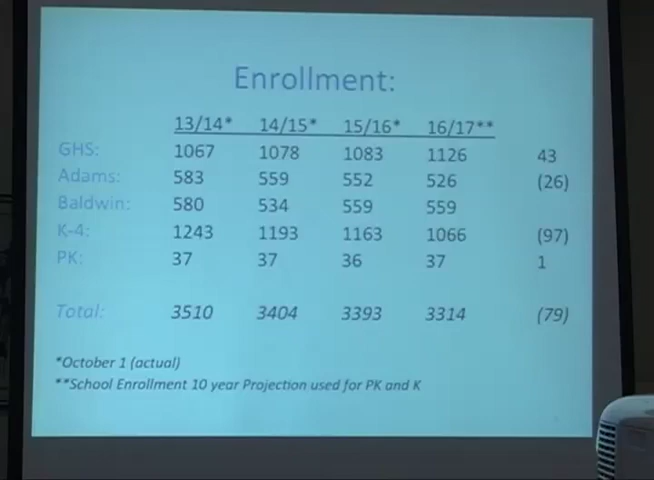 Enrollment:
13/14* 14/15* 15/16* 16/17**
GHS: 1067 1078 1083 1126 43
Adams: 583 559 552 526 (26)
Baldwin: 580 534 559 559
K-4: 1243 1193 1163 1066 (97)
PK: 37 37 36 37 1
Total: 3510 3404 3393 3314 (79)
*October 1 (actual)
**School Enrollment 10 year Projection used for PK and K